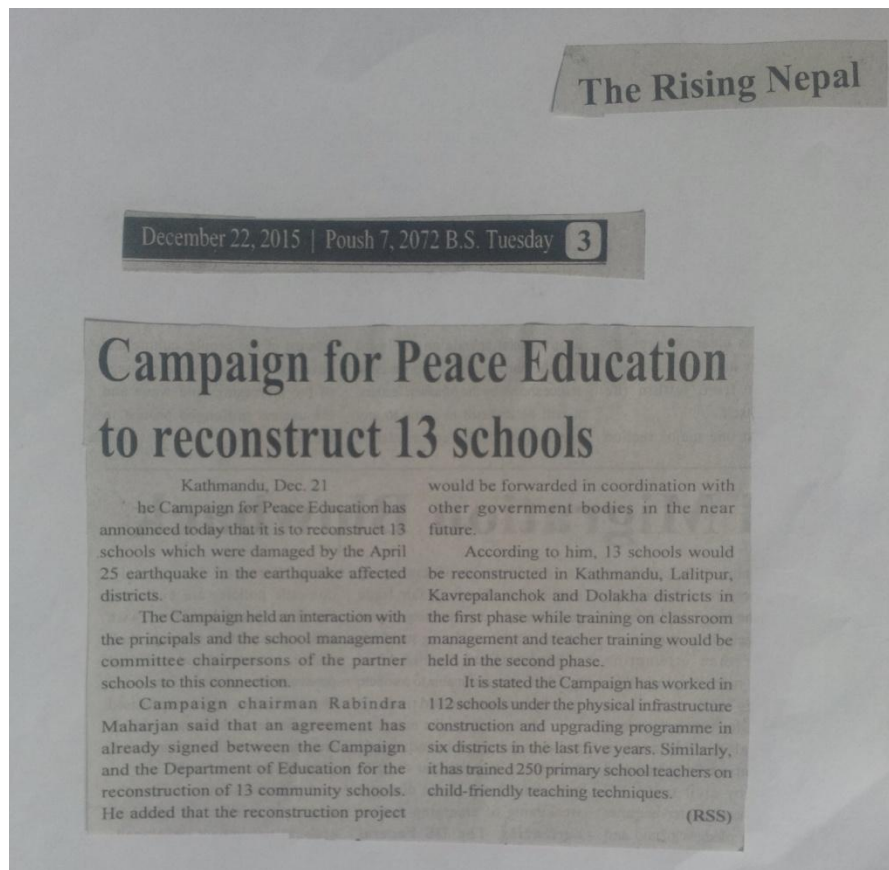 The Rising Nepal
December 22, 2015 | Poush 7, 2072 B.S. Tuesday 3
Campaign for Peace Education
to reconstruct 13 schools
Kathmandu, Dec. 21
he Campaign for Peace Education has
announced today that it is to reconstruct 13
schools which were damaged by the April
25 earthquake in the earthquake affected
districts.
The Campaign held an interaction with
the principals and the school management
committee chairpersons of the partner
schools to this connection.
Campaign chairman Rabindra
Maharjan said that an agreement has
already signed between the Campaign
and the Department of Education for the
reconstruction of 13 community schools.
He added that the reconstruction project
would be forwarded in coordination with
other government bodies in the near
future.
According to him, 13 schools would
be reconstructed in Kathmandu, Lalitpur,
Kavrepalanchok and Dolakha districts in
the first phase while training on classroom
management and teacher training would be
held in the second phase.
It is stated the Campaign has worked in
112 schools under the physical infrastructure
construction and upgrading programme in
six districts in the last five years. Similarly,
it has trained 250 primary school teachers on
child-friendly teaching techniques.
(RSS)